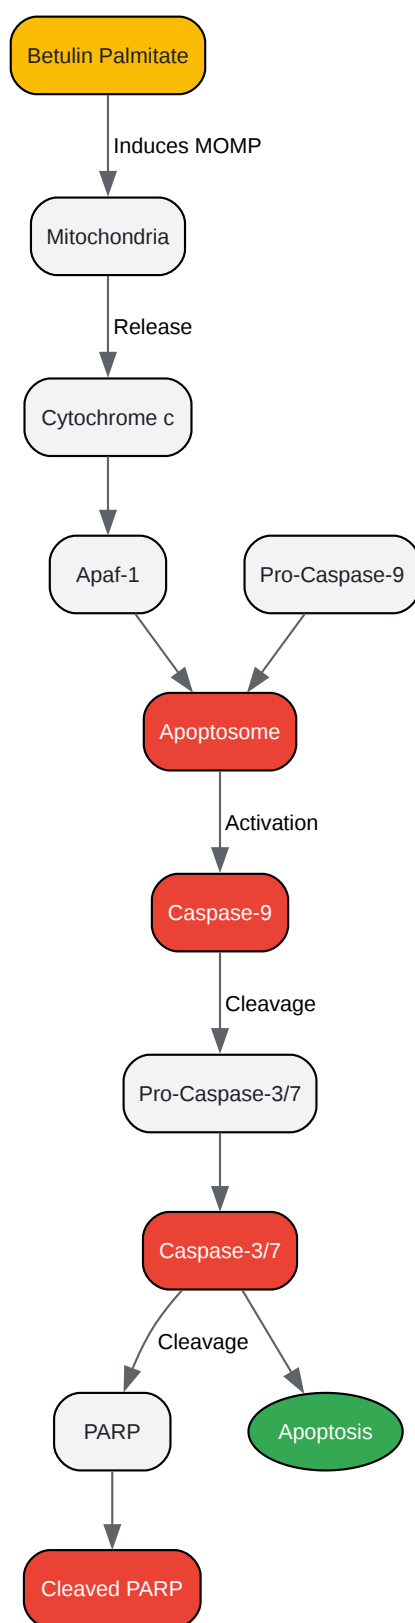 Betulin Palmitate
Induces MOMP
Mitochondria
Release
Cytochrome c
Apaf-1
Pro-Caspase-9
Apoptosome
Activation
Caspase-9
Cleavage
Pro-Caspase-3/7
Caspase-3/7
Cleavage
PARP
Apoptosis
Cleaved PARP